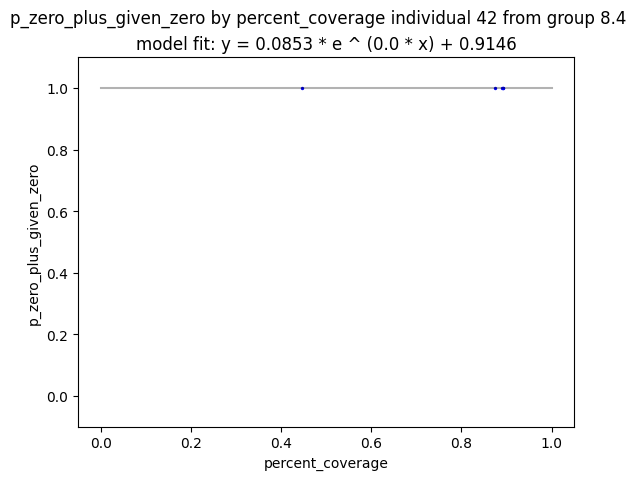 p_zero_plus_given_zero by percent_coverage individual 42 from group 8.4
model fit: y = 0.0853 * e ^ (0.0 * x) + 0.9146
1.0
0.8
0.6
0.4
0.2
0.0
p_zero_plus_given_zero
0.0 0.2 0.4 0.6 0.8 1.0
percent_coverage